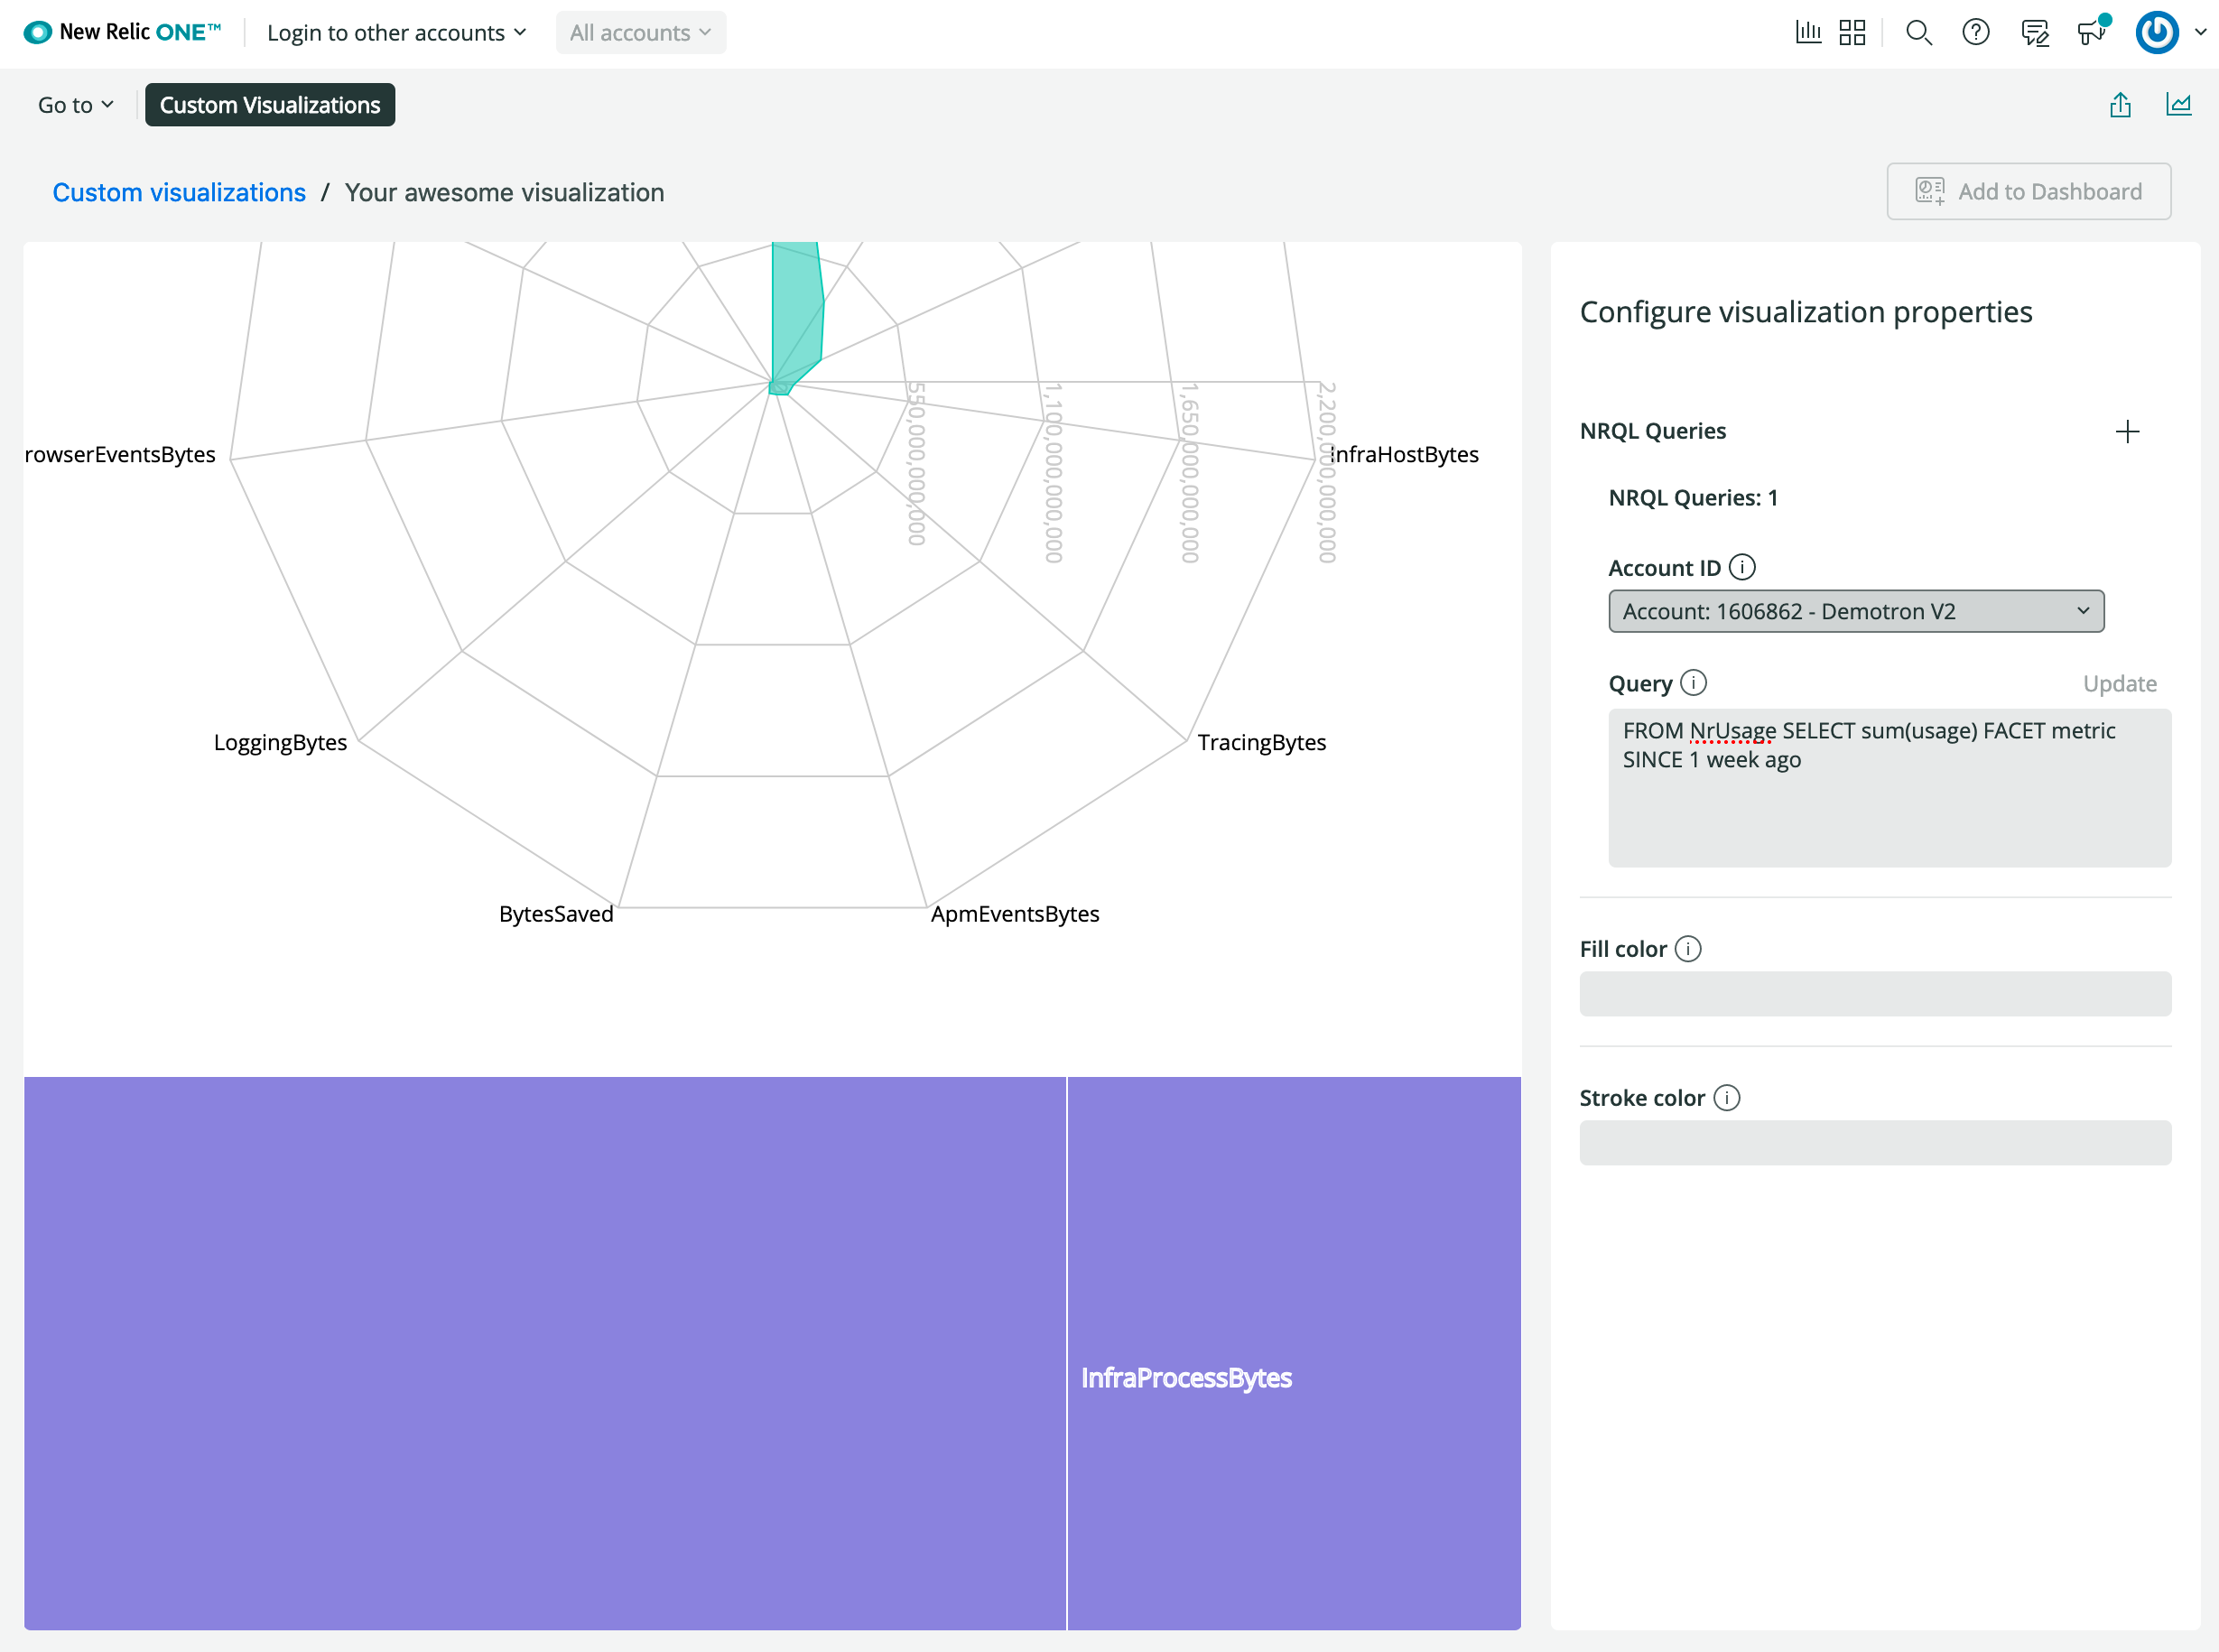 New Relic ONE™
Login to other accounts
All accounts
Go to
Custom Visualizations
Custom visualizations / Your awesome visualization
Add to Dashboard
550,000,000,000
1,100,000,000,000
1,650,000,000,000
2,200,000,000,000
rowserEventsBytes
InfraHostBytes
LoggingBytes
TracingBytes
BytesSaved
ApmEventsBytes
InfraProcessBytes
Configure visualization properties
NRQL Queries
NRQL Queries: 1
Account ID
Account: 1606862 - Demotron V2
Query
Update
FROM NrUsage SELECT sum(usage) FACET metric
SINCE 1 week ago
Fill color
Stroke color